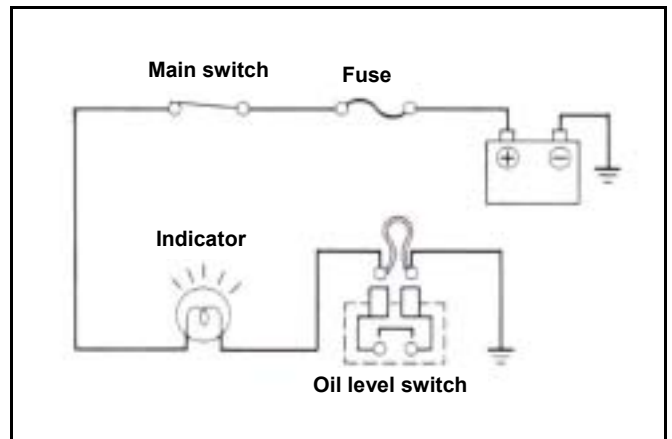 Main switch
Fuse
+ −
Indicator
Oil level switch